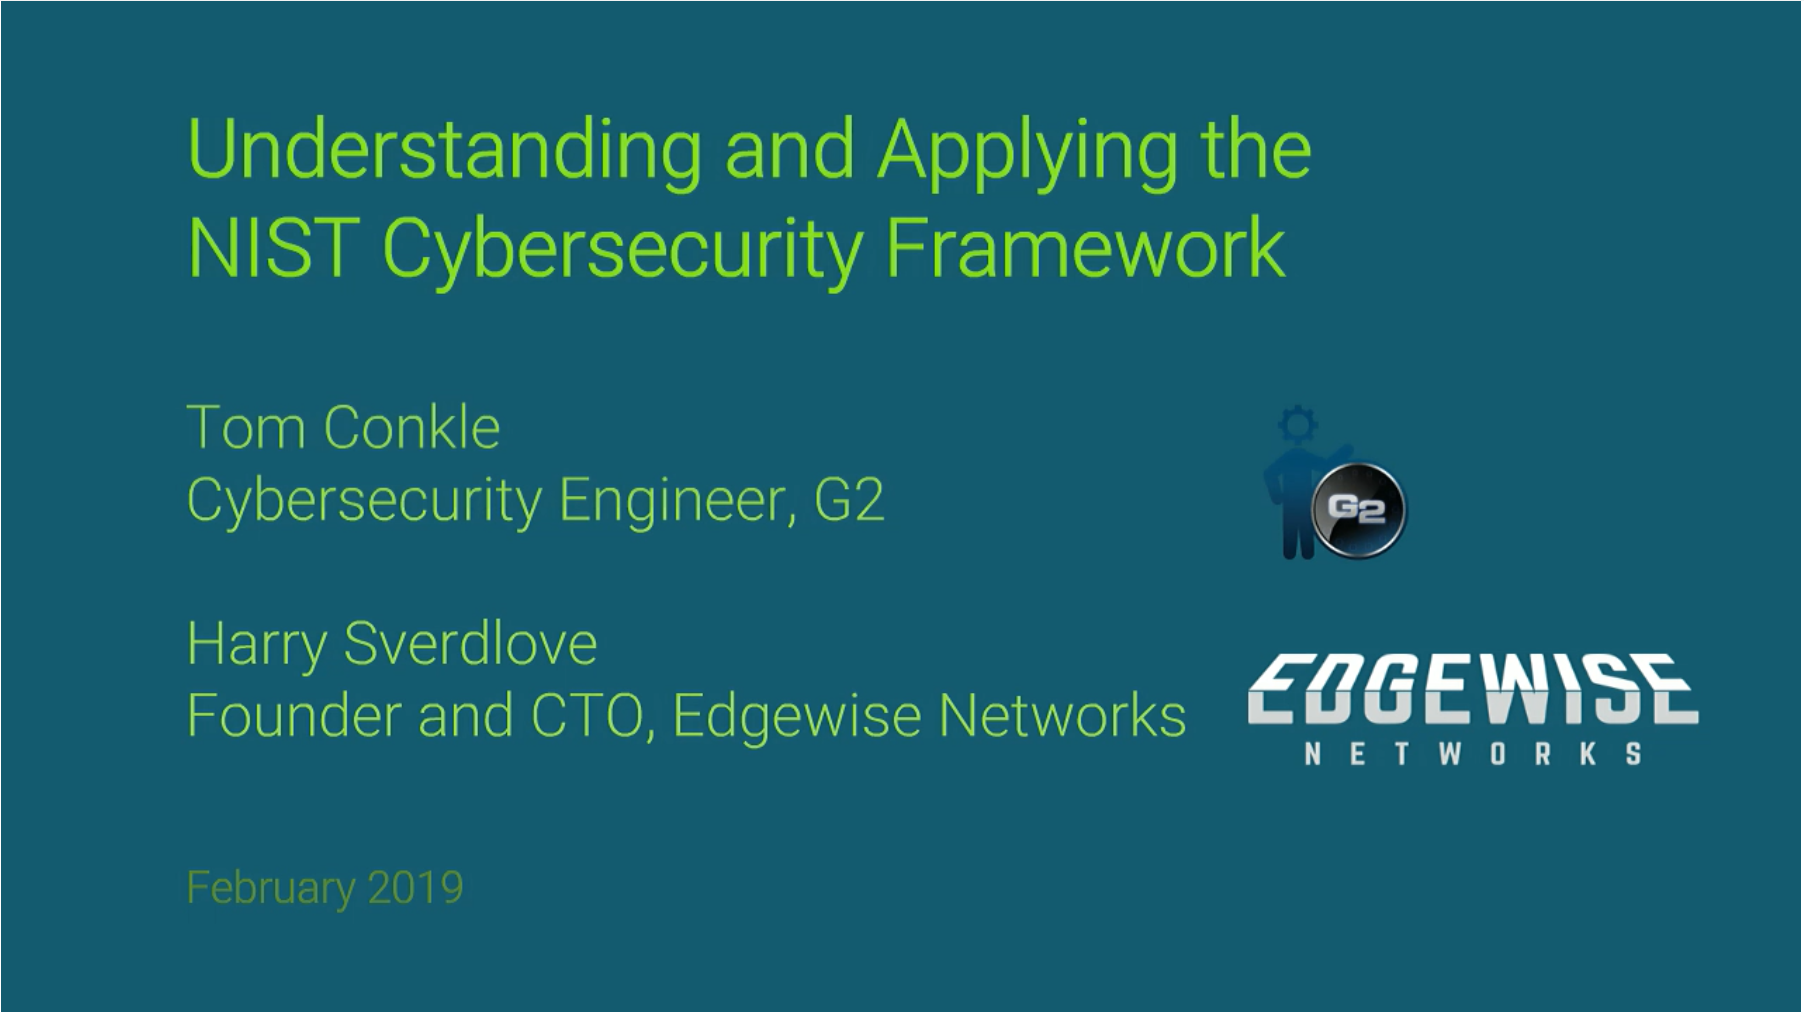 Understanding and Applying the
NIST Cybersecurity Framework
Tom Conkle
Cybersecurity Engineer, G2
G2
Harry Sverdlove
Founder and CTO, Edgewise Networks
EDGEWISE
NETWORKS
February 2019